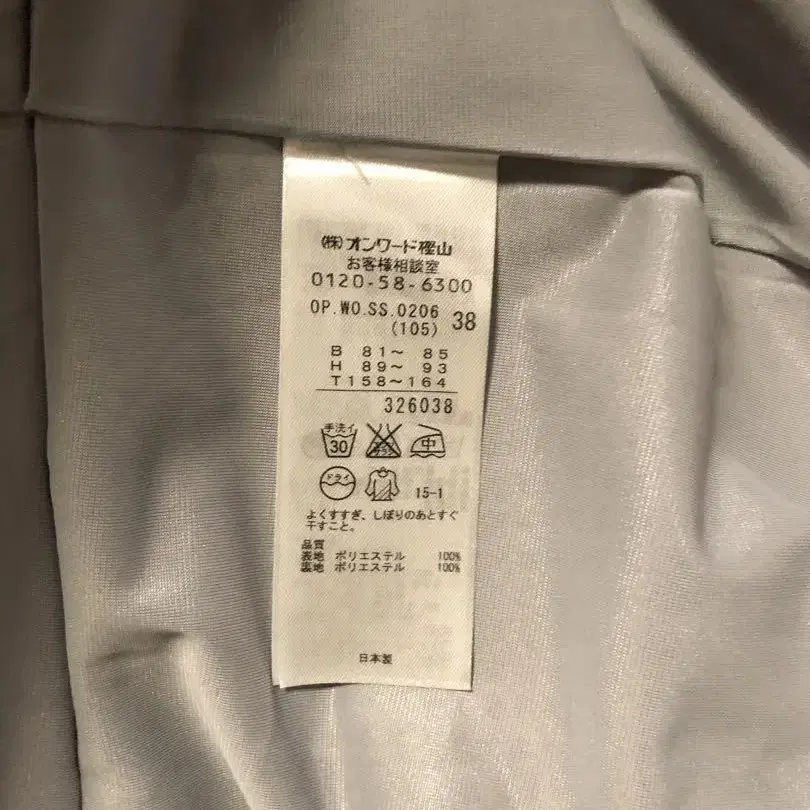 (株)オンワード樫山
お客様相談室
0120-58-6300
OP.WO.SS.0206
(105) 38
B 81~ 85
H 89~ 93
T158~164
326038
手洗イ
30 中
ドライ 15-1
よくすすぎ、しぼりのあとすぐ
干すこと。
品質
表地 ポリエステル 100%
裏地 ポリエステル 100%
日本製